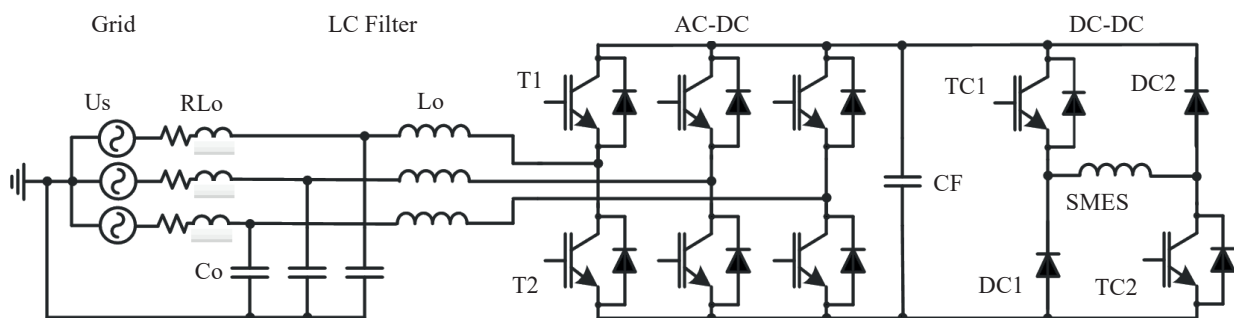 Grid
LC Filter
AC-DC
DC-DC
Us
RLo
Lo
T1
TC1
DC2
CF
SMES
Co
T2
DC1
TC2